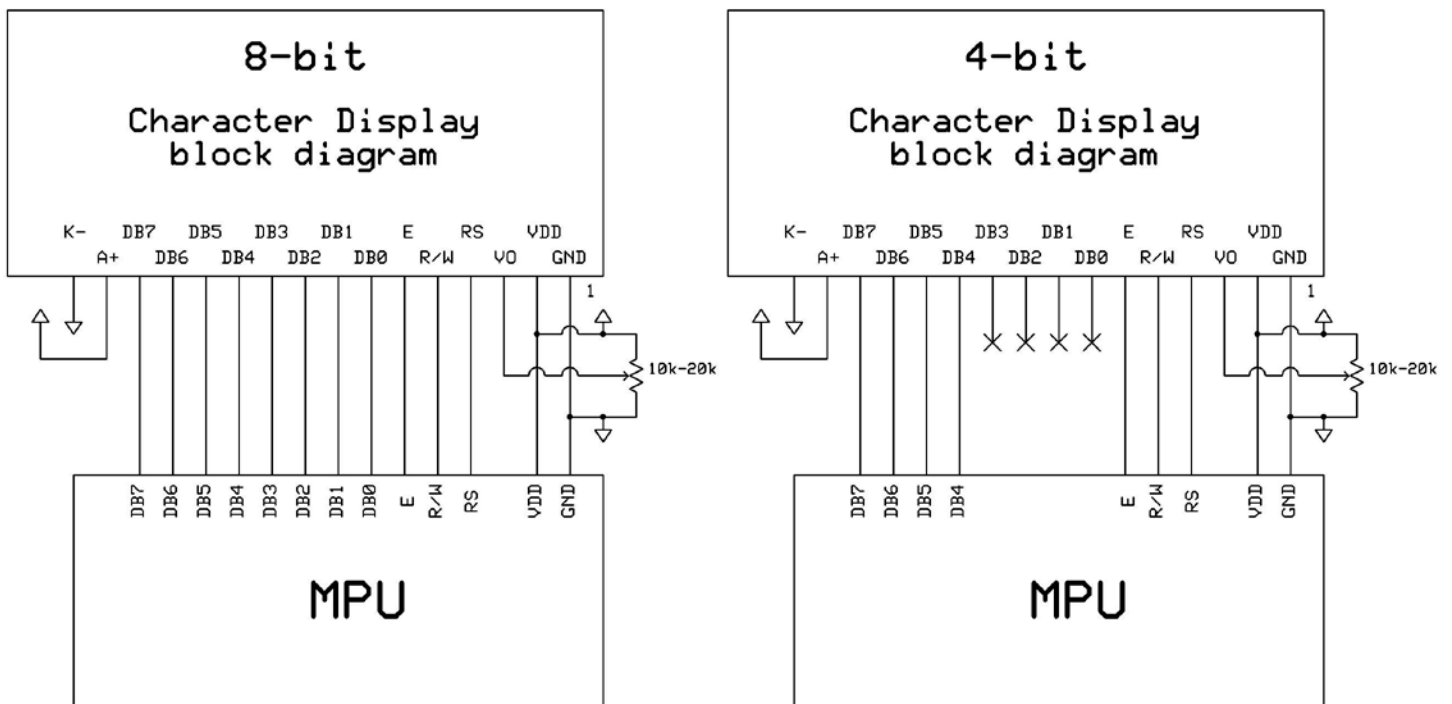 8-bit
Character Display
block diagram
K- DB7 DB5 DB3 DB1 E RS VDD
A+ DB6 DB4 DB2 DB0 R/W VO GND
1
10k-20k
DB7 DB6 DB5 DB4 DB3 DB2 DB1 DB0 E R/W RS VDD GND
MPU
4-bit
Character Display
block diagram
K- DB7 DB5 DB3 DB1 E RS VDD
A+ DB6 DB4 DB2 DB0 R/W VO GND
1
10k-20k
DB7 DB6 DB5 DB4 E R/W RS VDD GND
MPU